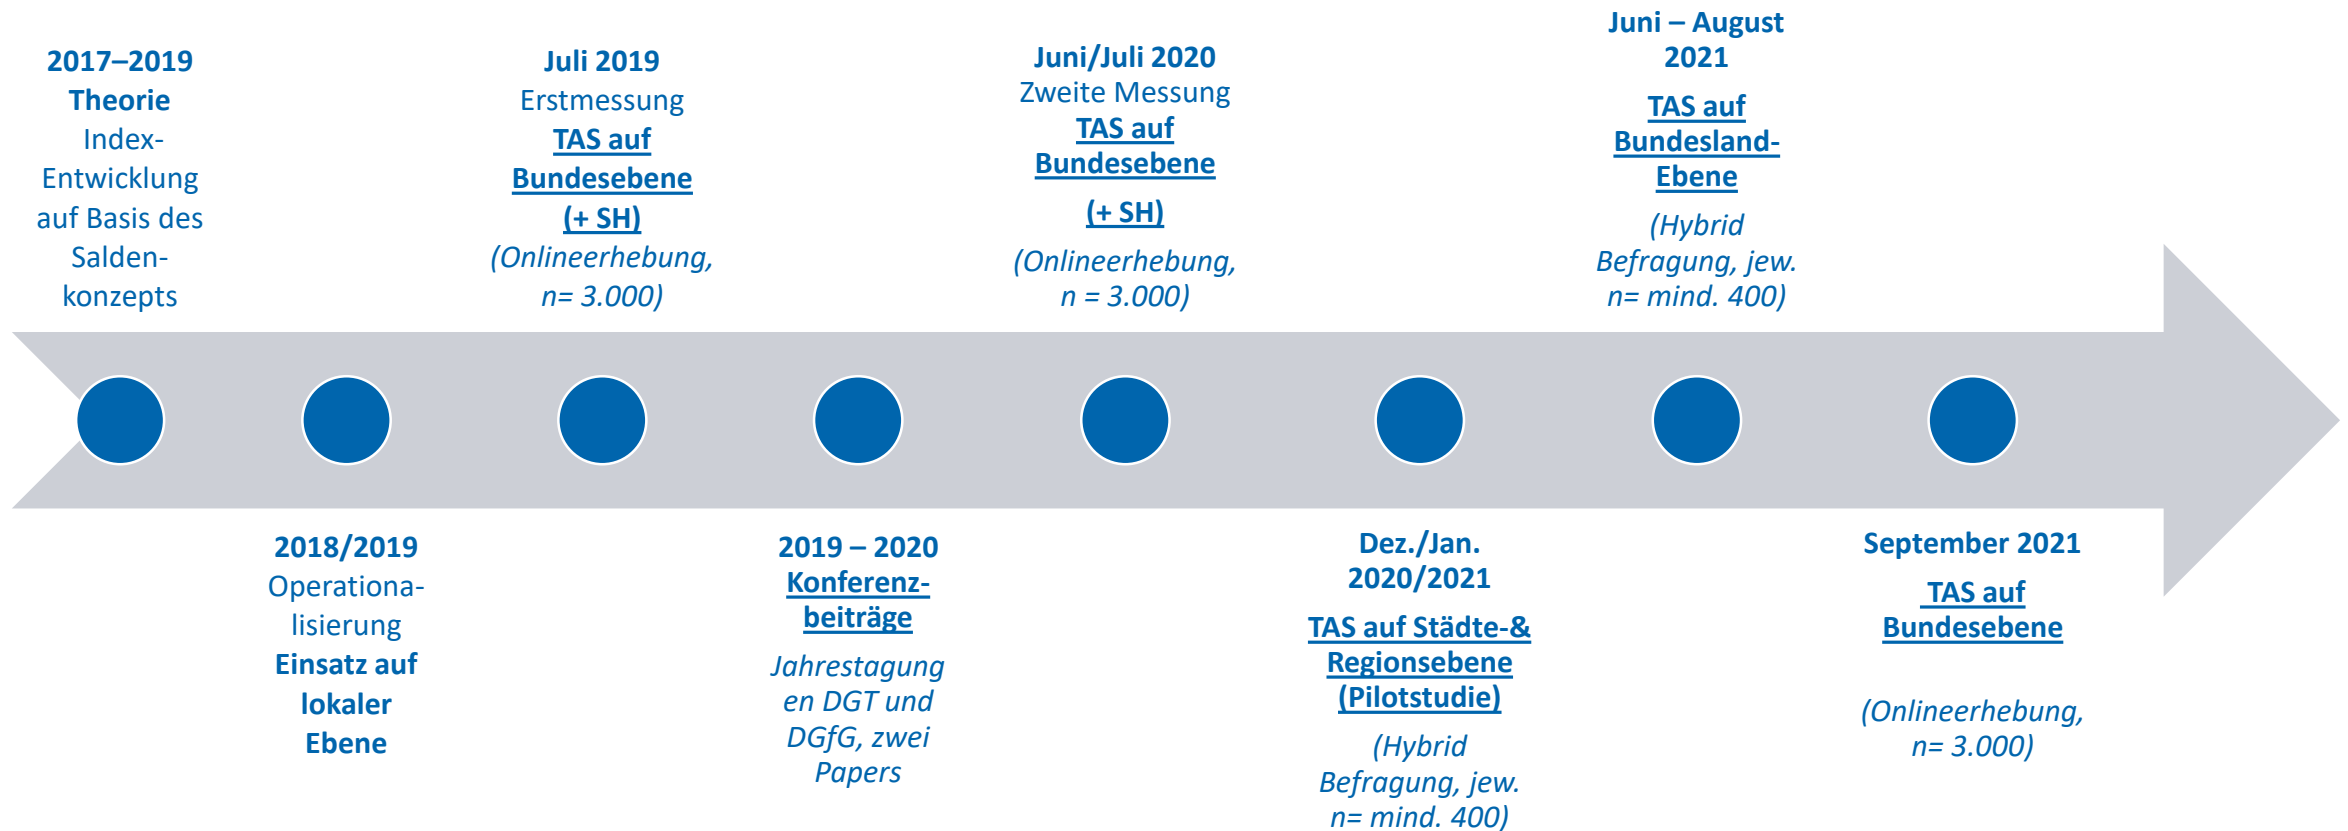 2017–2019
Theorie
Index-
Entwicklung
auf Basis des
Salden-
konzepts
2018/2019
Operationa-
lisierung
Einsatz auf
lokaler
Ebene
Juli 2019
Erstmessung
TAS auf
Bundesebene
(+ SH)
(Onlineerhebung,
n= 3.000)
2019 – 2020
Konferenz-
beiträge
Jahrestagung
en DGT und
DGfG, zwei
Papers
Juni/Juli 2020
Zweite Messung
TAS auf
Bundesebene
(+ SH)
(Onlineerhebung,
n = 3.000)
Dez./Jan.
2020/2021
TAS auf Städte-&
Regionsebene
(Pilotstudie)
(Hybrid
Befragung, jew.
n= mind. 400)
Juni – August
2021
TAS auf
Bundesland-
Ebene
(Hybrid
Befragung, jew.
n= mind. 400)
September 2021
TAS auf
Bundesebene
(Onlineerhebung,
n= 3.000)